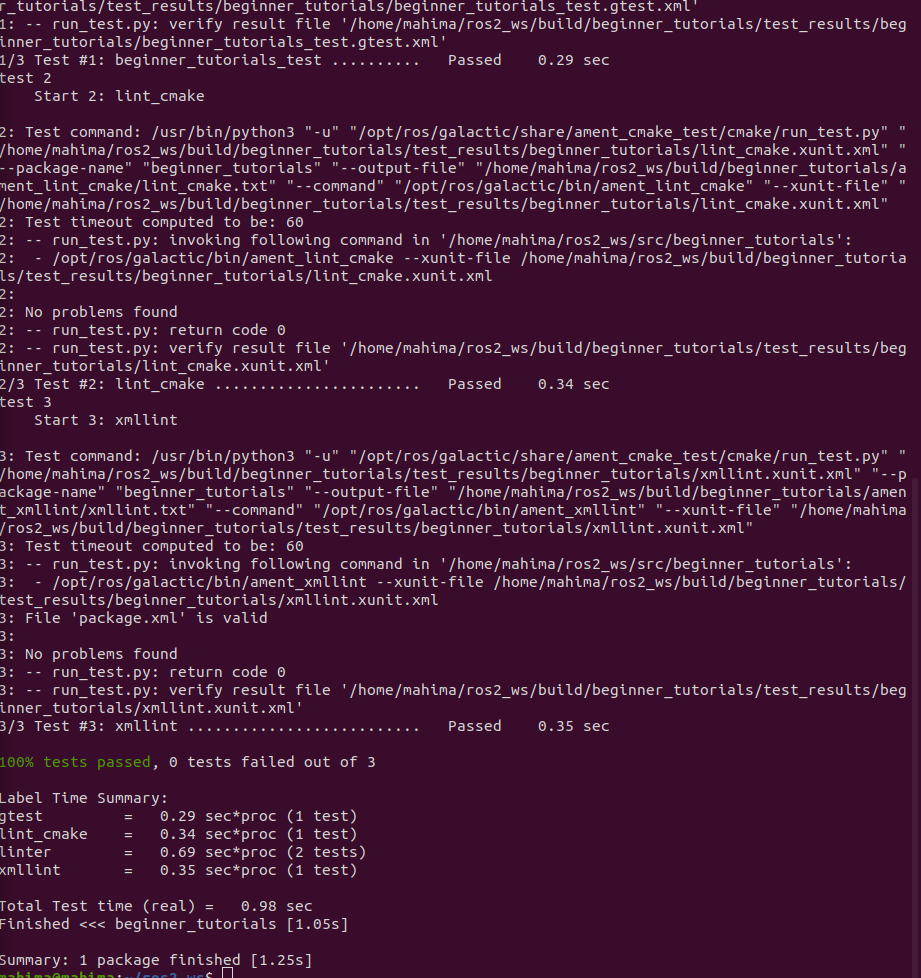 r_tutorials/test_results/beginner_tutorials/beginner_tutorials_test.gtest.xml'
1: -- run_test.py: verify result file '/home/mahima/ros2_ws/build/beginner_tutorials/test_results/beg
inner_tutorials/beginner_tutorials_test.gtest.xml'
1/3 Test #1: beginner_tutorials_test ..........   Passed    0.29 sec
test 2
    Start 2: lint_cmake
2: Test command: /usr/bin/python3 "-u" "/opt/ros/galactic/share/ament_cmake_test/cmake/run_test.py" "
/home/mahima/ros2_ws/build/beginner_tutorials/test_results/beginner_tutorials/lint_cmake.xunit.xml" "
--package-name" "beginner_tutorials" "--output-file" "/home/mahima/ros2_ws/build/beginner_tutorials/a
ment_lint_cmake/lint_cmake.txt" "--command" "/opt/ros/galactic/bin/ament_lint_cmake" "--xunit-file" "
/home/mahima/ros2_ws/build/beginner_tutorials/test_results/beginner_tutorials/lint_cmake.xunit.xml"
2: Test timeout computed to be: 60
2: -- run_test.py: invoking following command in '/home/mahima/ros2_ws/src/beginner_tutorials':
2:  - /opt/ros/galactic/bin/ament_lint_cmake --xunit-file /home/mahima/ros2_ws/build/beginner_tutoria
ls/test_results/beginner_tutorials/lint_cmake.xunit.xml
2:
2: No problems found
2: -- run_test.py: return code 0
2: -- run_test.py: verify result file '/home/mahima/ros2_ws/build/beginner_tutorials/test_results/beg
inner_tutorials/lint_cmake.xunit.xml'
2/3 Test #2: lint_cmake .......................   Passed    0.34 sec
test 3
    Start 3: xmllint
3: Test command: /usr/bin/python3 "-u" "/opt/ros/galactic/share/ament_cmake_test/cmake/run_test.py" "
/home/mahima/ros2_ws/build/beginner_tutorials/test_results/beginner_tutorials/xmllint.xunit.xml" "--p
ackage-name" "beginner_tutorials" "--output-file" "/home/mahima/ros2_ws/build/beginner_tutorials/amen
t_xmllint/xmllint.txt" "--command" "/opt/ros/galactic/bin/ament_xmllint" "--xunit-file" "/home/mahima
/ros2_ws/build/beginner_tutorials/test_results/beginner_tutorials/xmllint.xunit.xml"
3: Test timeout computed to be: 60
3: -- run_test.py: invoking following command in '/home/mahima/ros2_ws/src/beginner_tutorials':
3:  - /opt/ros/galactic/bin/ament_xmllint --xunit-file /home/mahima/ros2_ws/build/beginner_tutorials/
test_results/beginner_tutorials/xmllint.xunit.xml
3: File 'package.xml' is valid
3:
3: No problems found
3: -- run_test.py: return code 0
3: -- run_test.py: verify result file '/home/mahima/ros2_ws/build/beginner_tutorials/test_results/beg
inner_tutorials/xmllint.xunit.xml'
3/3 Test #3: xmllint ..........................   Passed    0.35 sec
100% tests passed, 0 tests failed out of 3
Label Time Summary:
gtest         =   0.29 sec*proc (1 test)
lint_cmake    =   0.34 sec*proc (1 test)
linter        =   0.69 sec*proc (2 tests)
xmllint       =   0.35 sec*proc (1 test)
Total Test time (real) =   0.98 sec
Finished <<< beginner_tutorials [1.05s]
Summary: 1 package finished [1.25s]
mahima@mahima:~/ros2_ws$